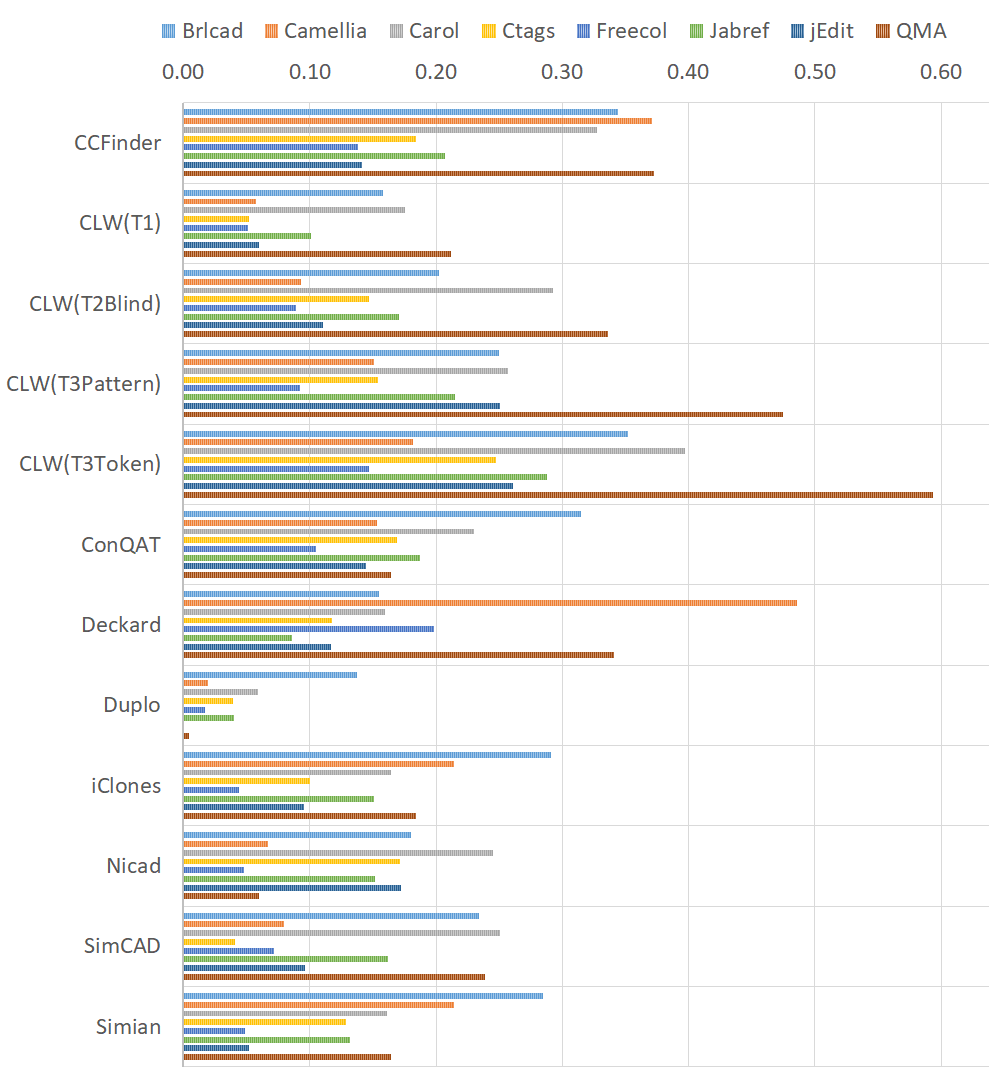 Brlcad Camellia Carol Ctags Freecol Jabref jEdit QMA
0.00 0.10 0.20 0.30 0.40 0.50 0.60
CCFinder
CLW(T1)
CLW(T2Blind)
CLW(T3Pattern)
CLW(T3Token)
ConQAT
Deckard
Duplo
iClones
Nicad
SimCAD
Simian